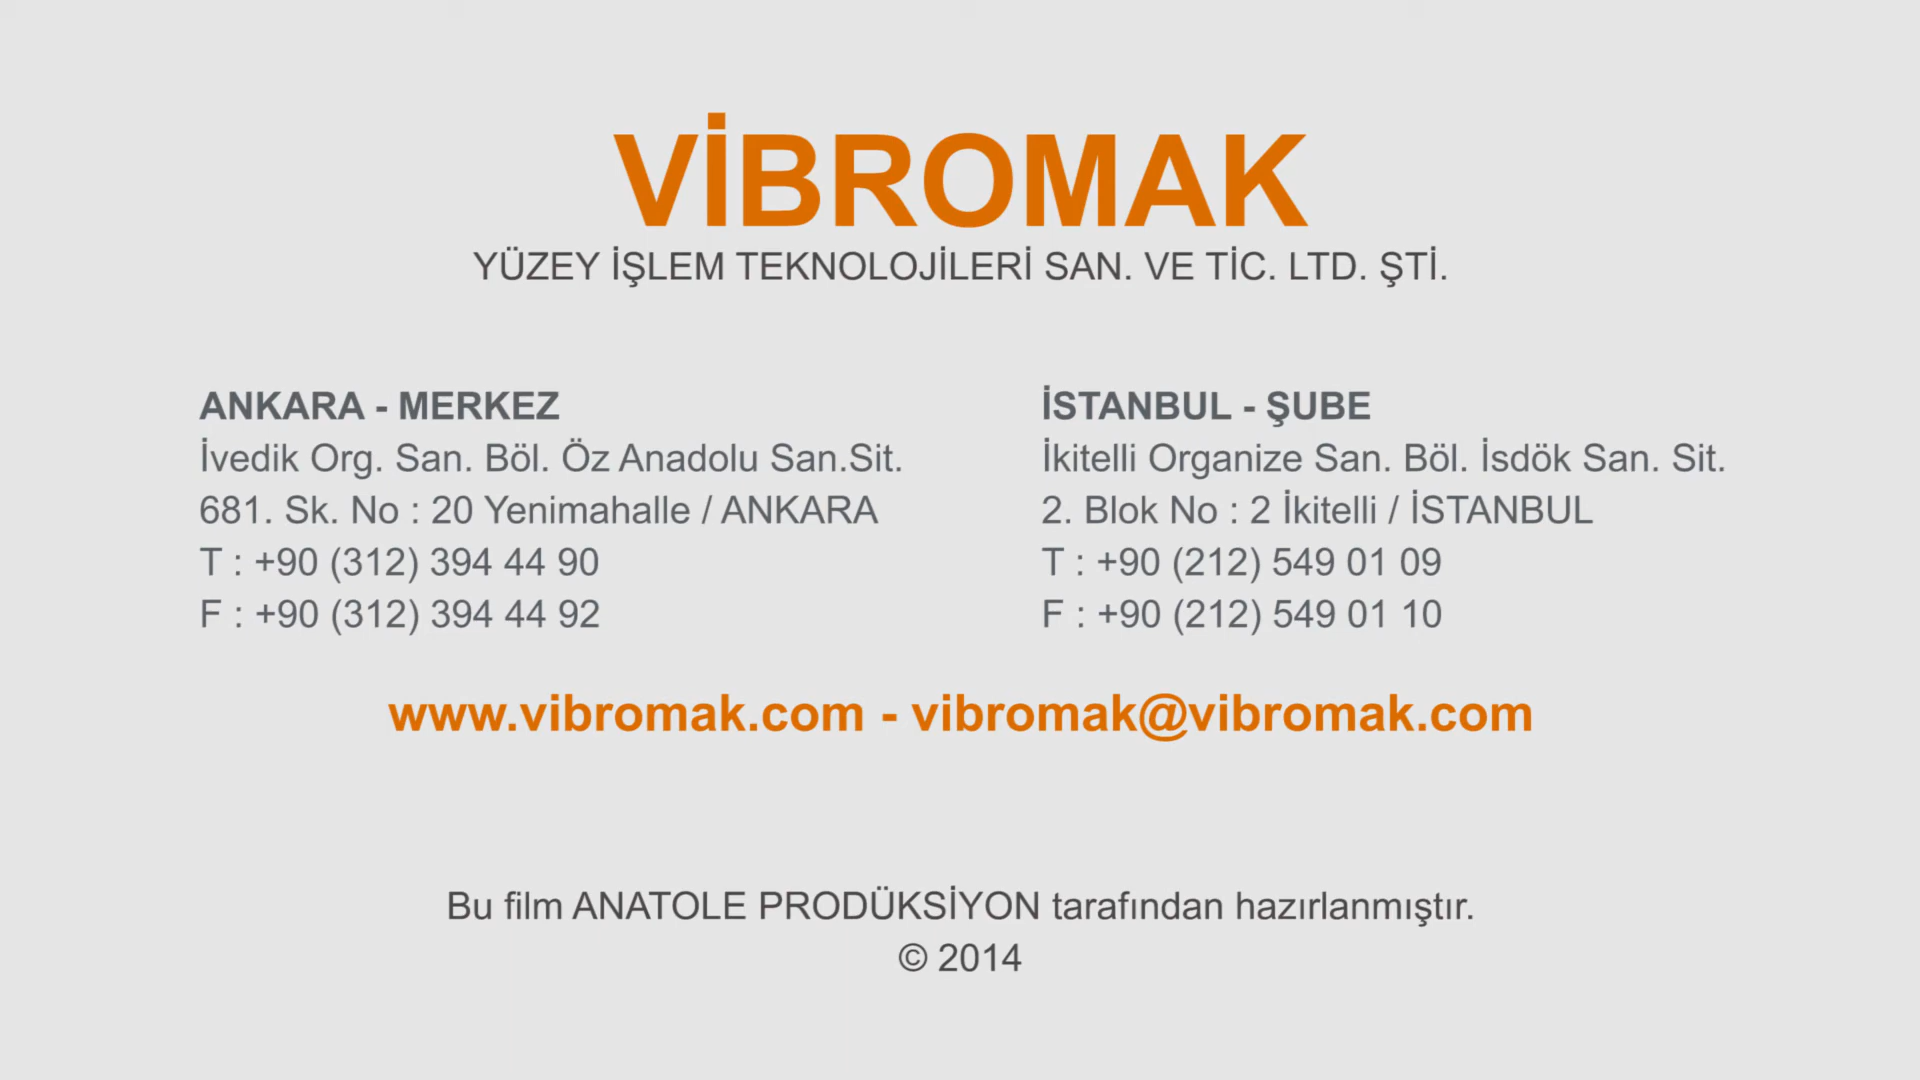 VİBROMAK
YÜZEY İŞLEM TEKNOLOJİLERİ SAN. VE TİC. LTD. ŞTİ.
ANKARA - MERKEZ
İvedik Org. San. Böl. Öz Anadolu San.Sit.
681. Sk. No : 20 Yenimahalle / ANKARA
T : +90 (312) 394 44 90
F : +90 (312) 394 44 92
İSTANBUL - ŞUBE
İkitelli Organize San. Böl. İsdök San. Sit.
2. Blok No : 2 İkitelli / İSTANBUL
T : +90 (212) 549 01 09
F : +90 (212) 549 01 10
www.vibromak.com - vibromak@vibromak.com
Bu film ANATOLE PRODÜKSİYON tarafından hazırlanmıştır.
© 2014